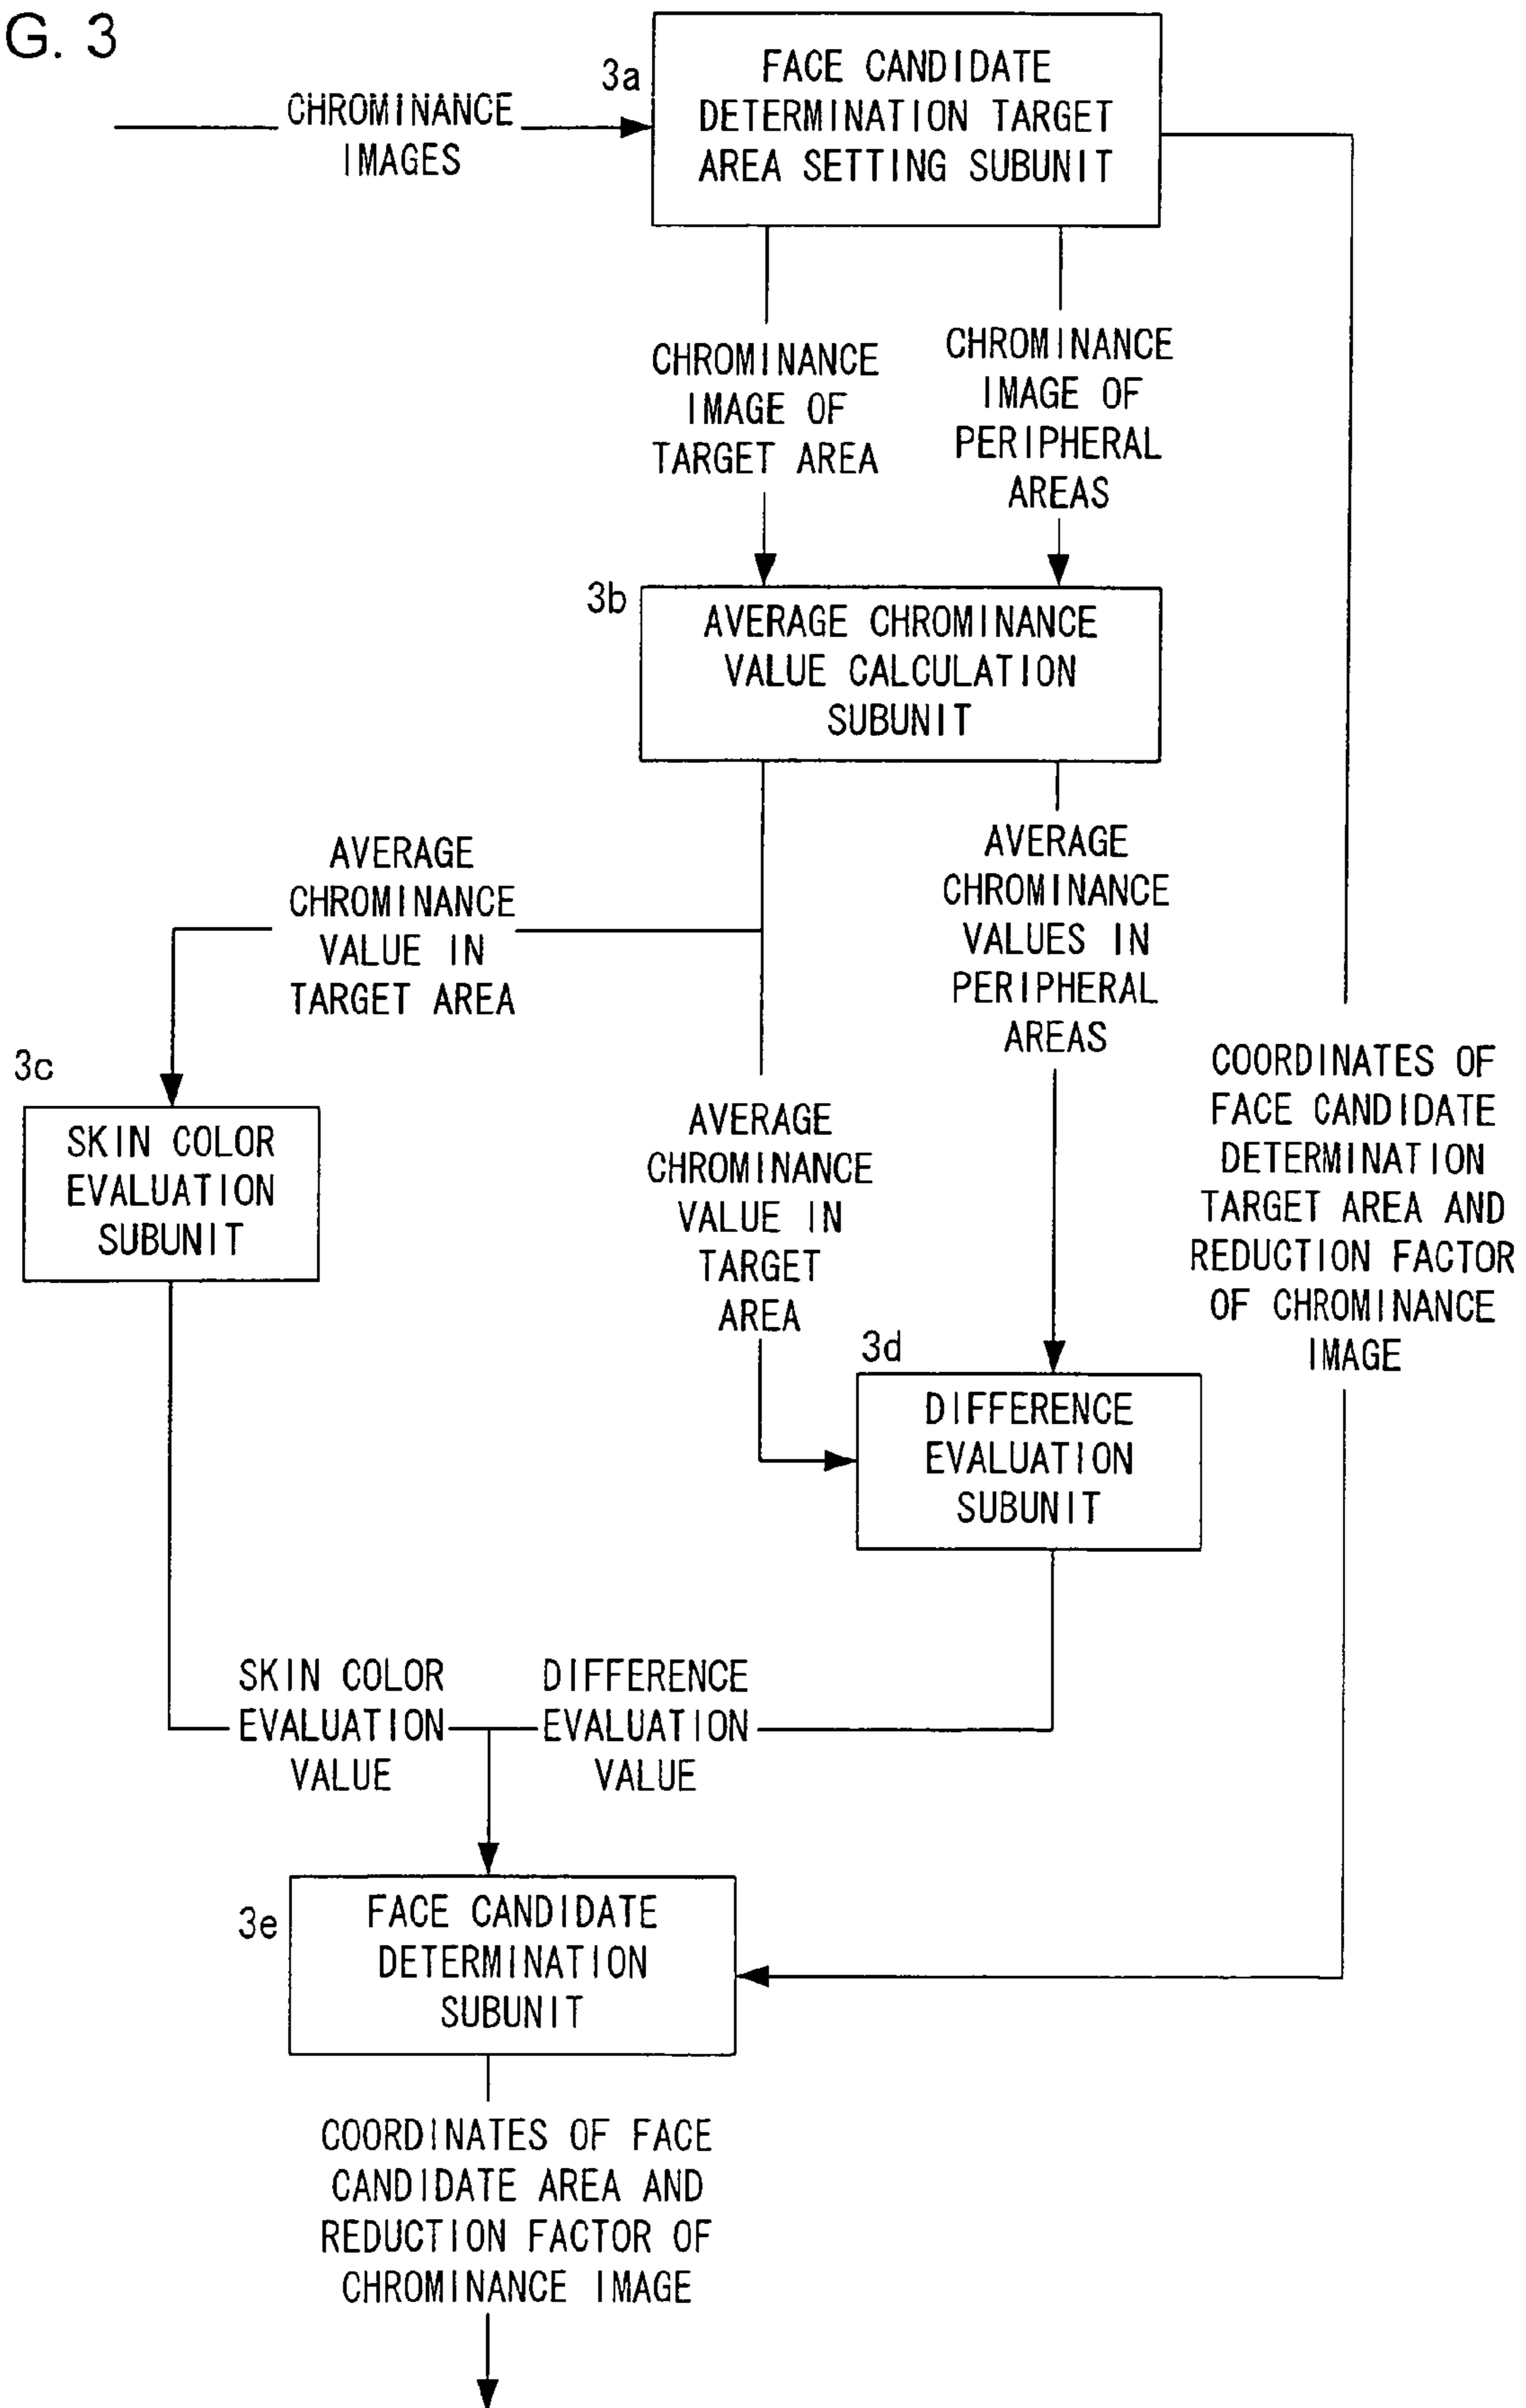 G. 3
3a
FACE CANDIDATE
DETERMINATION TARGET
AREA SETTING SUBUNIT
CHROMINANCE
IMAGES
CHROMINANCE
IMAGE OF
TARGET AREA
CHROMINANCE
IMAGE OF
PERIPHERAL
AREAS
3b
AVERAGE CHROMINANCE
VALUE CALCULATION
SUBUNIT
AVERAGE
CHROMINANCE
VALUE IN
TARGET AREA
AVERAGE
CHROMINANCE
VALUES IN
PERIPHERAL
AREAS
3c
SKIN COLOR
EVALUATION
SUBUNIT
AVERAGE
CHROMINANCE
VALUE IN
TARGET
AREA
COORDINATES OF
FACE CANDIDATE
DETERMINATION
TARGET AREA AND
REDUCTION FACTOR
OF CHROMINANCE
IMAGE
3d
DIFFERENCE
EVALUATION
SUBUNIT
SKIN COLOR
EVALUATION
VALUE
DIFFERENCE
EVALUATION
VALUE
3e
FACE CANDIDATE
DETERMINATION
SUBUNIT
COORDINATES OF FACE
CANDIDATE AREA AND
REDUCTION FACTOR OF
CHROMINANCE IMAGE